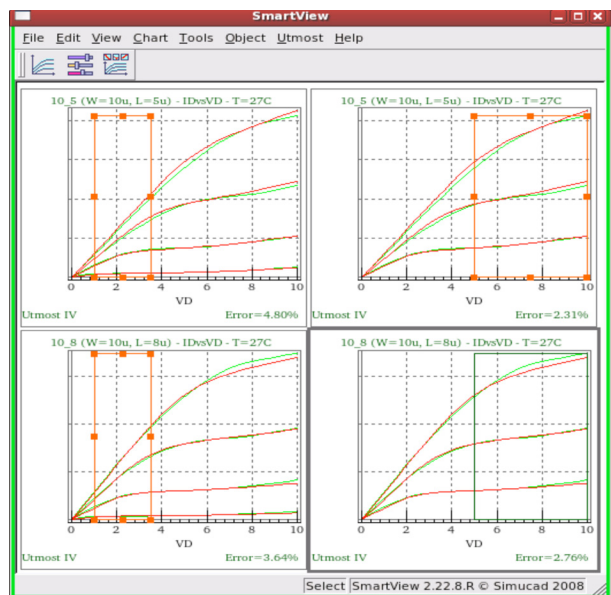 SmartView
File Edit View Chart Tools Object Utmost Help
10_5 (W=10u, L=5u) - IDvsVD - T=27C
0 2 4 6 8 10
VD
Utmost IV Error=4.80%
10_5 (W=10u, L=5u) - IDvsVD - T=27C
0 2 4 6 8 10
VD
Error=2.31%
10_8 (W=10u, L=8u) - IDvsVD - T=27C
0 2 4 6 8 10
VD
Utmost IV Error=3.64%
10_8 (W=10u, L=8u) - IDvsVD - T=27C
0 2 4 6 8 10
VD
Utmost IV Error=2.76%
Select SmartView 2.22.8.R © Simucad 2008